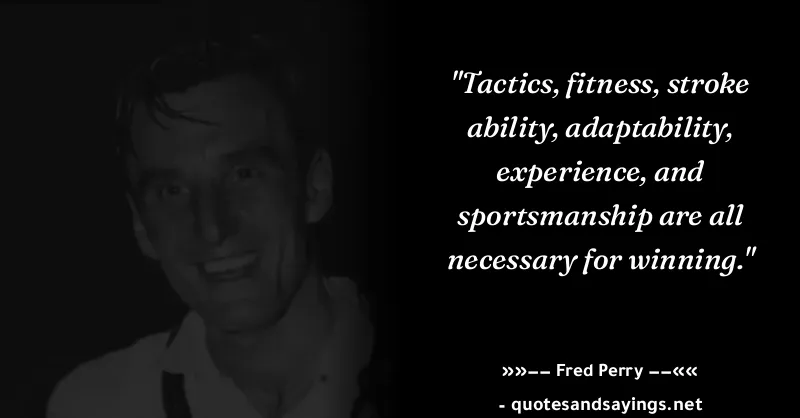 "Tactics, fitness, stroke
ability, adaptability,
experience, and
sportsmanship are all
necessary for winning."
»»—— Fred Perry ——««
- quotesandsayings.net